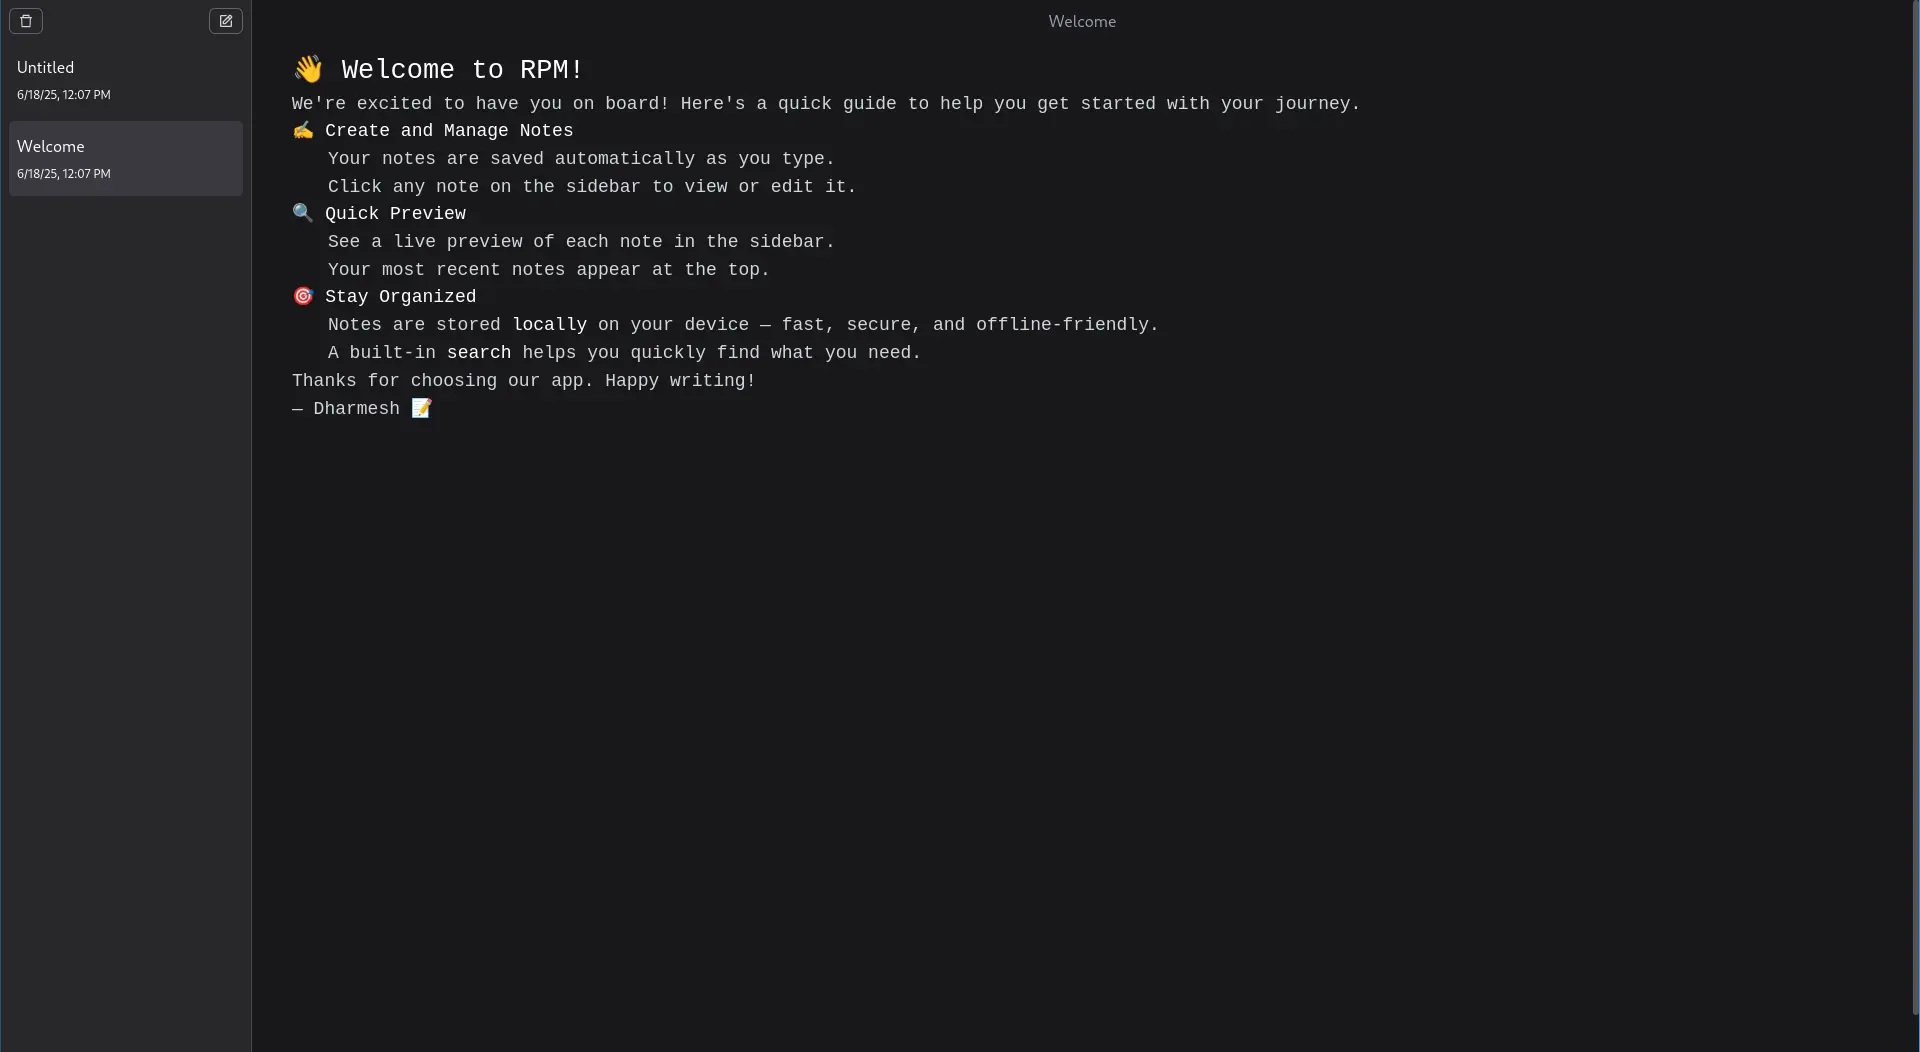 Untitled
6/18/25, 12:07 PM
Welcome
6/18/25, 12:07 PM
Welcome
👋 Welcome to RPM!
We're excited to have you on board! Here's a quick guide to help you get started with your journey.
✍️ Create and Manage Notes
Your notes are saved automatically as you type.
Click any note on the sidebar to view or edit it.
🔍 Quick Preview
See a live preview of each note in the sidebar.
Your most recent notes appear at the top.
🎯 Stay Organized
Notes are stored locally on your device — fast, secure, and offline-friendly.
A built-in search helps you quickly find what you need.
Thanks for choosing our app. Happy writing!
— Dharmesh 📝